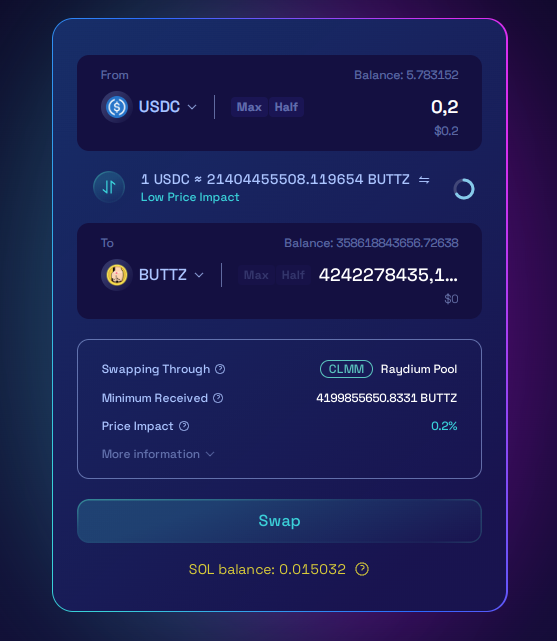 From Balance: 5.783152
USDC Max Half 0,2
$0.2
1 USDC ≈ 21404455508.119654 BUTTZ ⇋
Low Price Impact
To Balance: 358618843656.72638
BUTTZ Max Half 4242278435,1...
$0
Swapping Through CLMM Raydium Pool
Minimum Received 4199855650.8331 BUTTZ
Price Impact 0.2%
More information
Swap
SOL balance: 0.015032